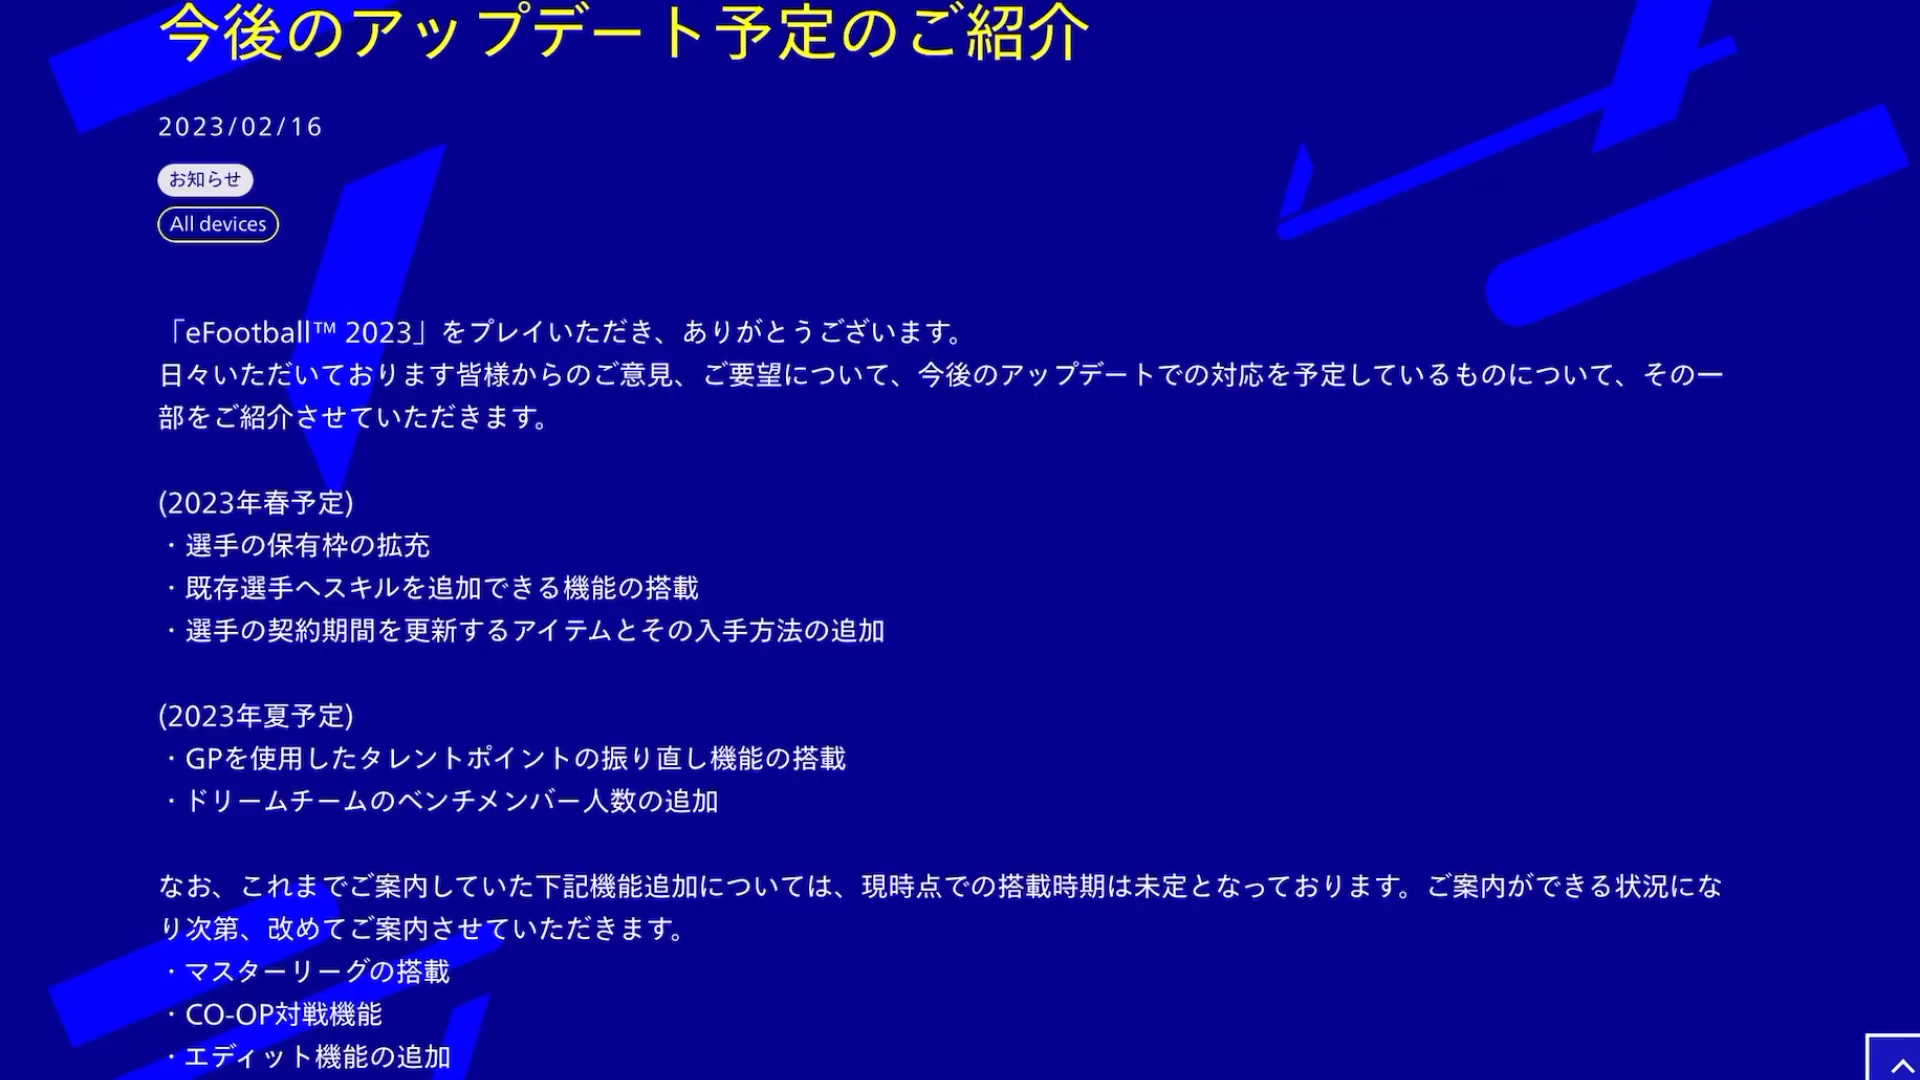 今後のアップデート予定のご紹介
2023/02/16
お知らせ
All devices
「eFootball™ 2023」をプレイいただき、ありがとうございます。
日々いただいております皆様からのご意見、ご要望について、今後のアップデートでの対応を予定しているものについて、その一
部をご紹介させていただきます。
(2023年春予定)
・選手の保有枠の拡充
・既存選手へスキルを追加できる機能の搭載
・選手の契約期間を更新するアイテムとその入手方法の追加
(2023年夏予定)
・GPを使用したタレントポイントの振り直し機能の搭載
・ドリームチームのベンチメンバー人数の追加
なお、これまでご案内していた下記機能追加については、現時点での搭載時期は未定となっております。ご案内ができる状況にな
り次第、改めてご案内させていただきます。
・マスターリーグの搭載
・CO-OP対戦機能
・エディット機能の追加